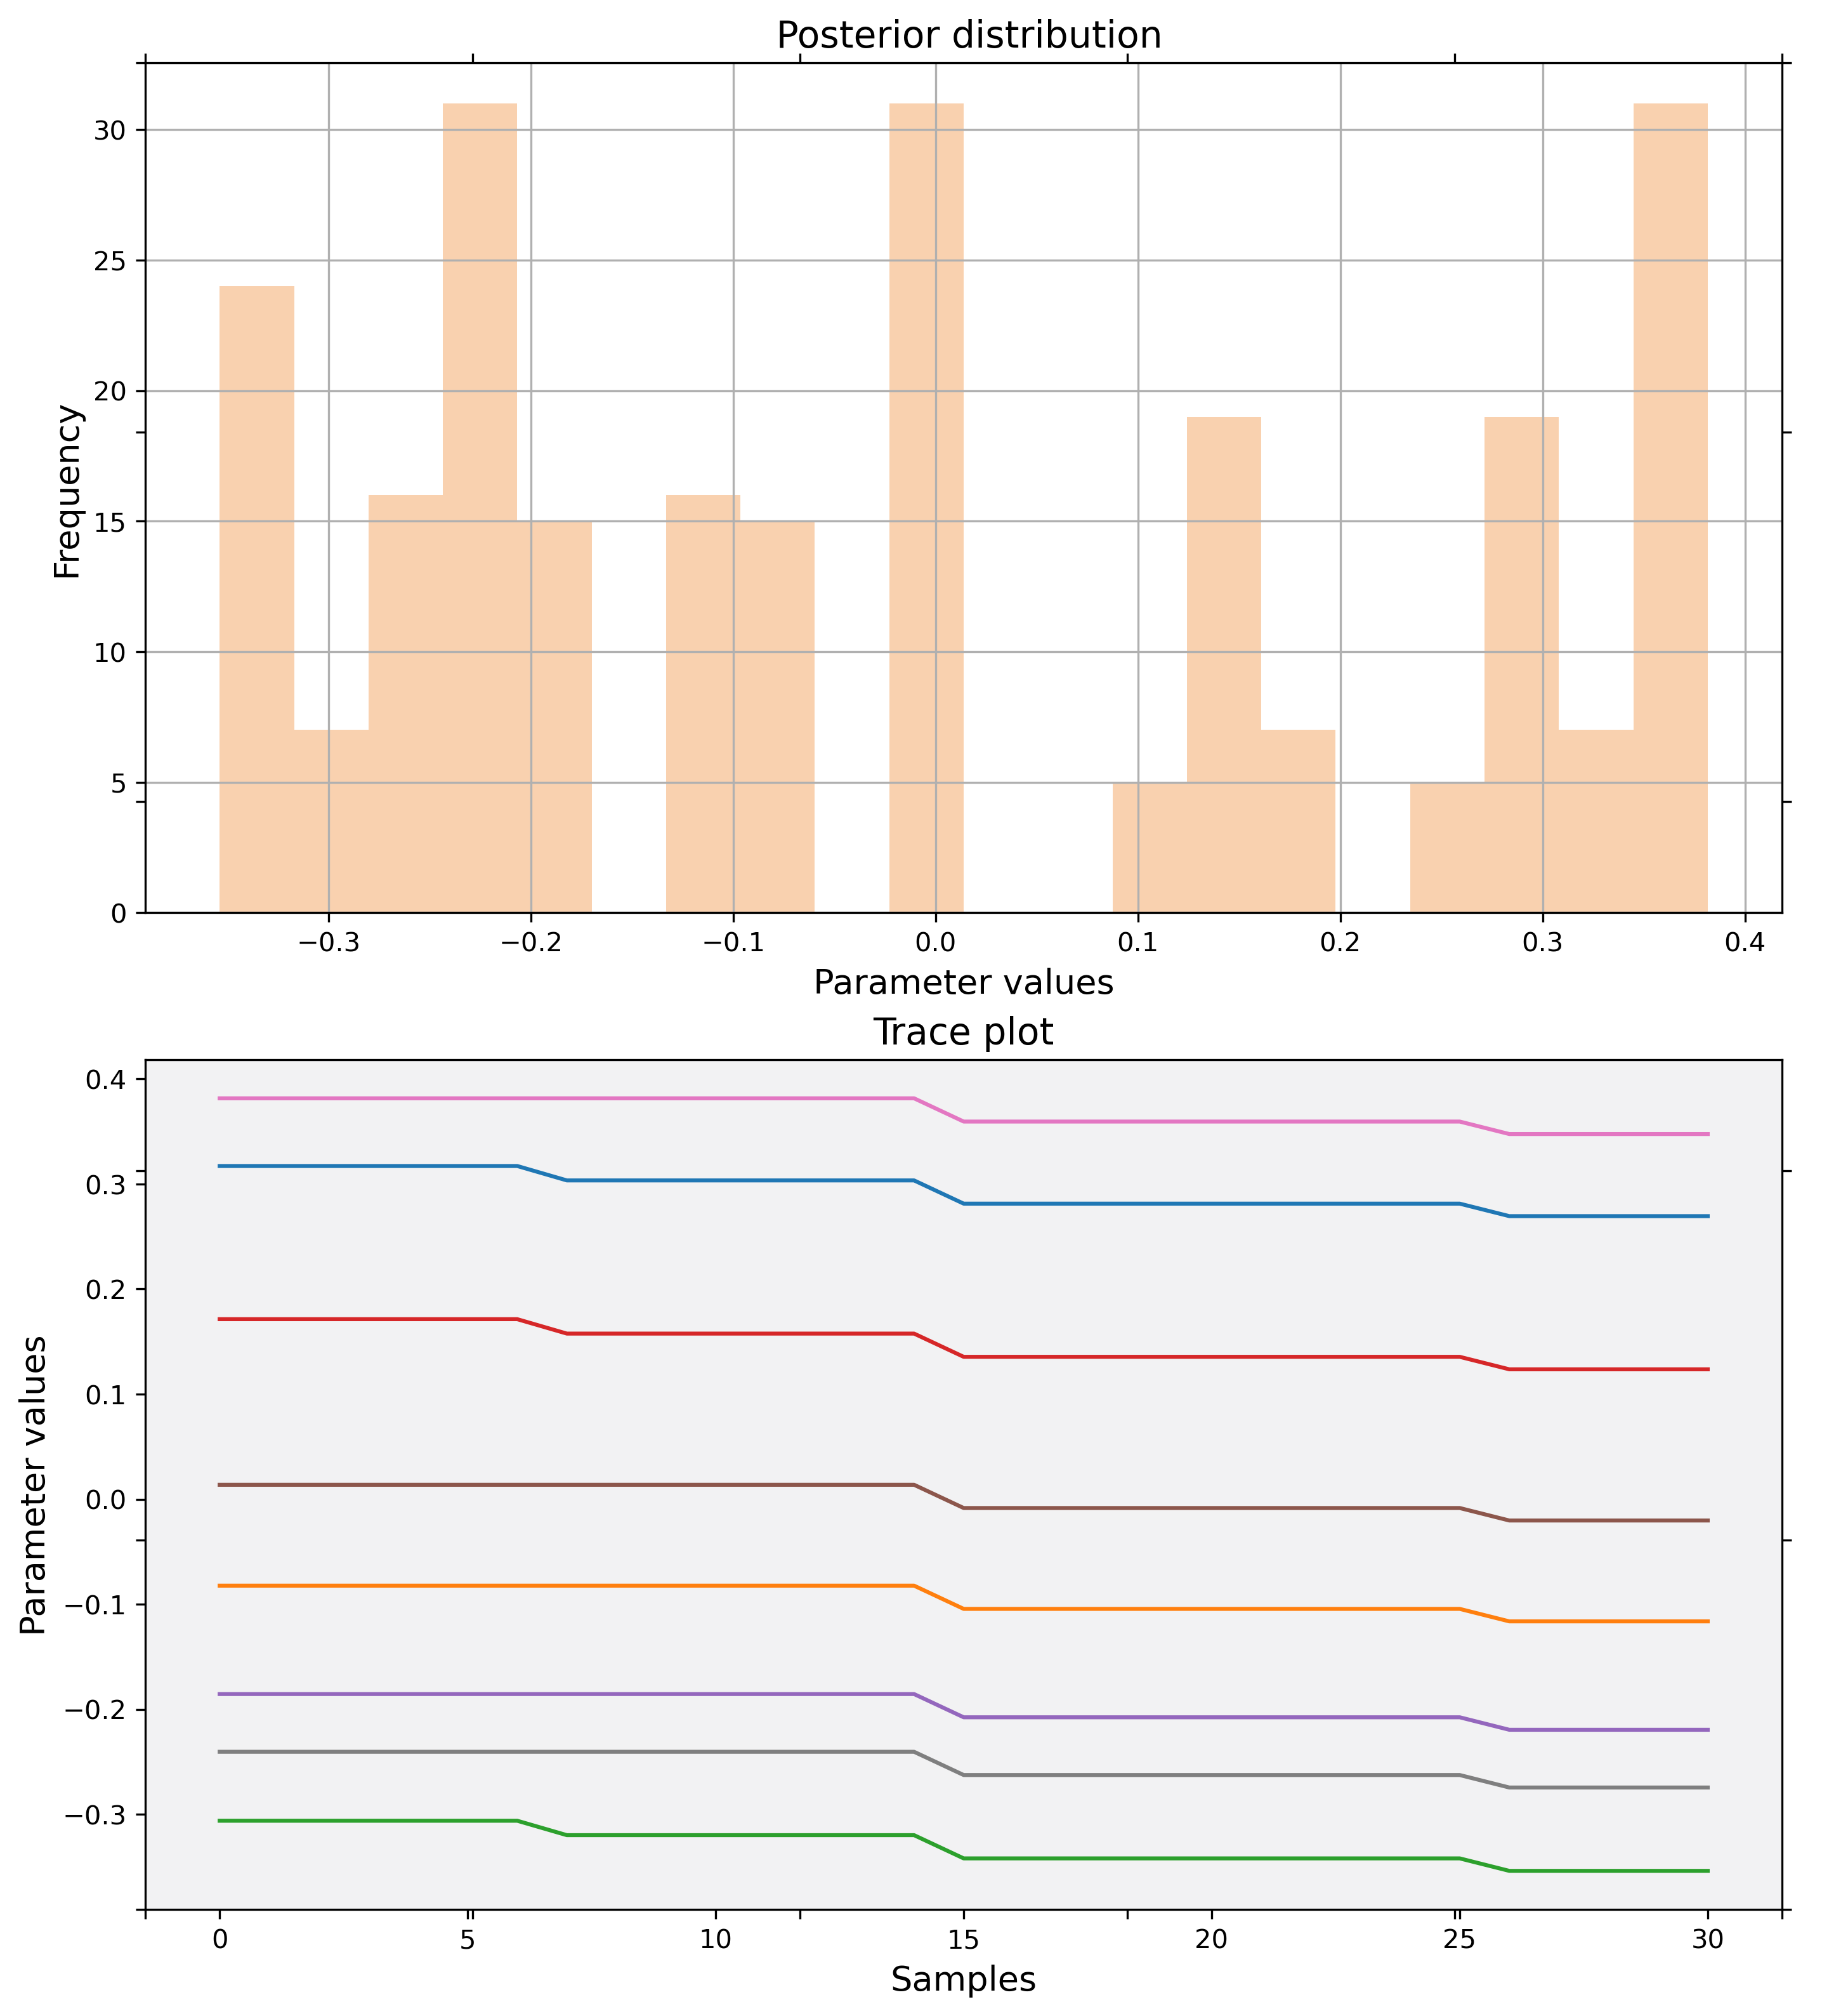 Posterior distribution
30
25
20
15
10
5
0
Frequency
−0.3 −0.2 −0.1 0.0 0.1 0.2 0.3 0.4
Parameter values
Trace plot
0.4
0.3
0.2
0.1
0.0
−0.1
−0.2
−0.3
Parameter values
0 5 10 15 20 25 30
Samples